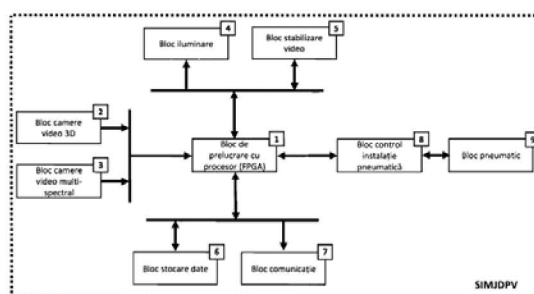 4
Bloc iluminare
5
Bloc stabilizare
video
2
Bloc camere
video 3D
3
Bloc camere
video multi-
spectral
1
Bloc de
prelucrare cu
procesor (FPGA)
8
Bloc control
instalație
pneumatică
9
Bloc pneumatic
6
Bloc stocare date
7
Bloc comunicație
SIMJDPV